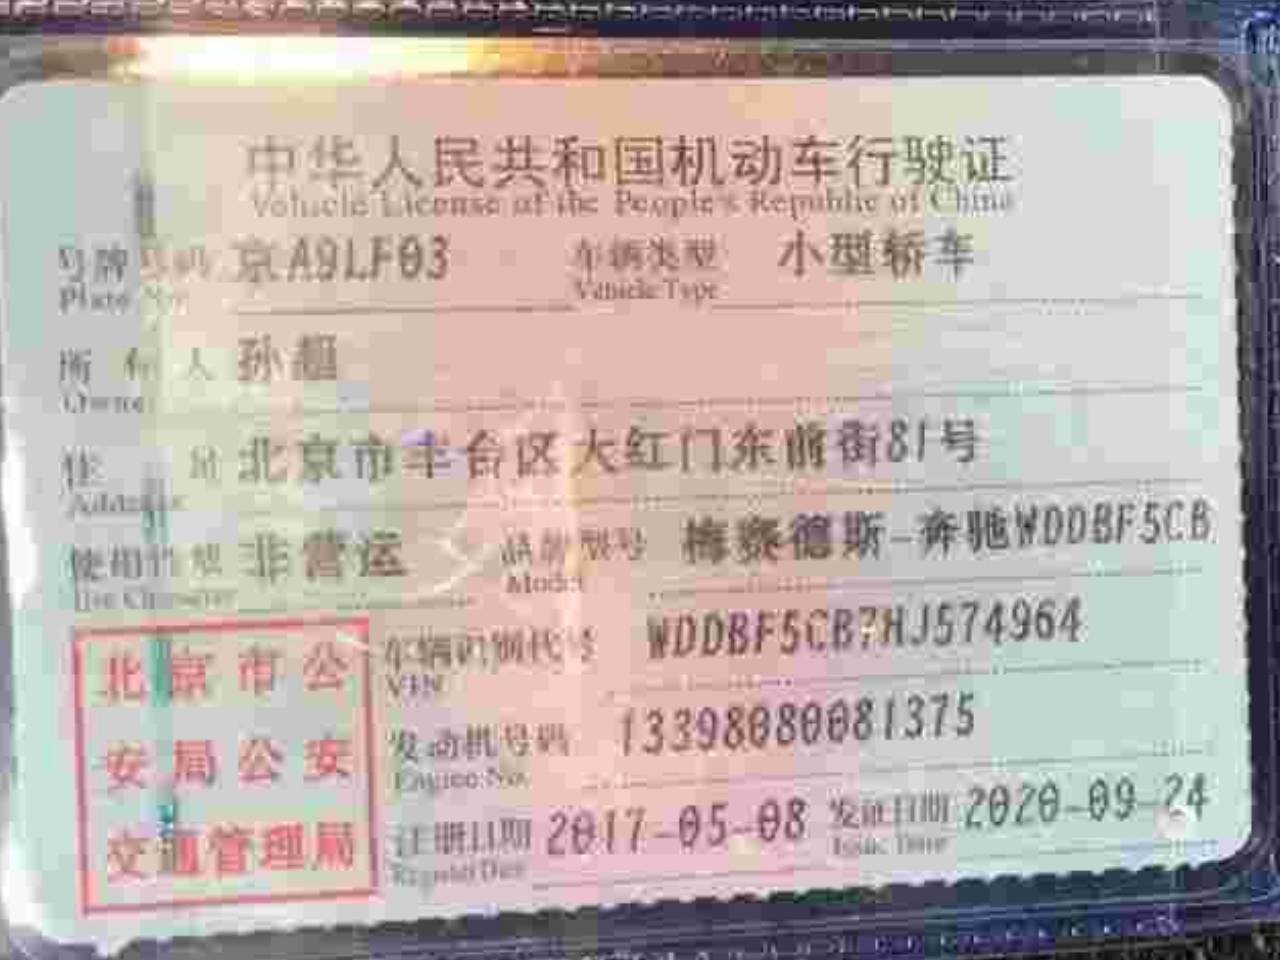 中华人民共和国机动车行驶证
Vehicle License of the People's Republic of China
号牌号码 京A9LF03 车辆类型 小型轿车
Plate No. Vehicle Type
所有人 孙超
Owner
住址 北京市丰台区大红门东前街81号
Address
使用性质 非营运 品牌型号 梅赛德斯-奔驰WDDBF5CB
Use Character Model
车辆识别代号 WDDBF5CB7HJ574964
VIN
发动机号码 13398080081375
Engine No.
注册日期 2017-05-08 发证日期 2020-09-24
Register Date Issue Date
北京市公
安局公安
交通管理局